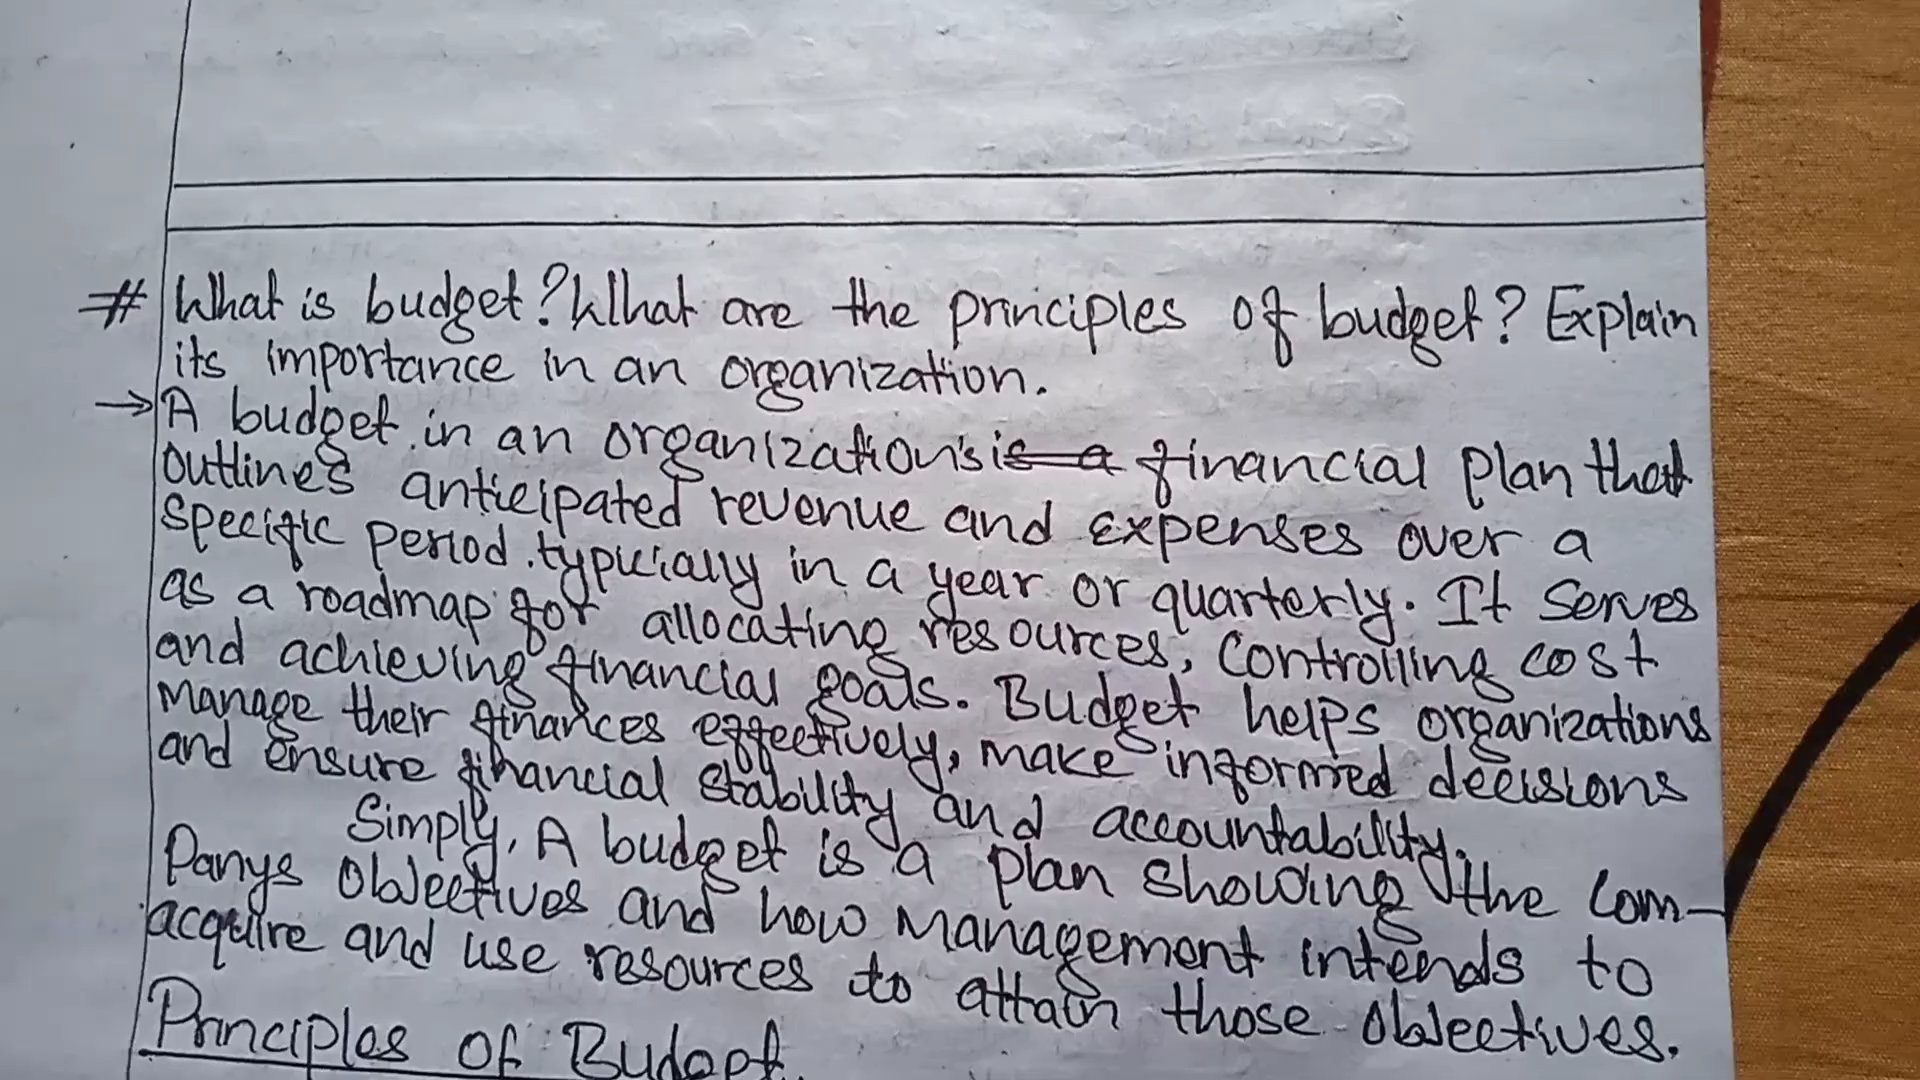 # What is budget? What are the principles of budget? Explain
its importance in an organization.
→ A budget in an organization's is a financial plan that
outlines anticipated revenue and expenses over a
specific period. typicially in a year or quarterly. It serves
as a roadmap for allocating resources, controlling cost
and achieving financial goals. Budget helps organizations
manage their finances effectively, make informed decisions
and ensure financial stability and accountability.
Simply, A budget is a plan showing the com-
panys objectives and how management intends to
acquire and use resources to attain those objectives.
Principles of Budget.